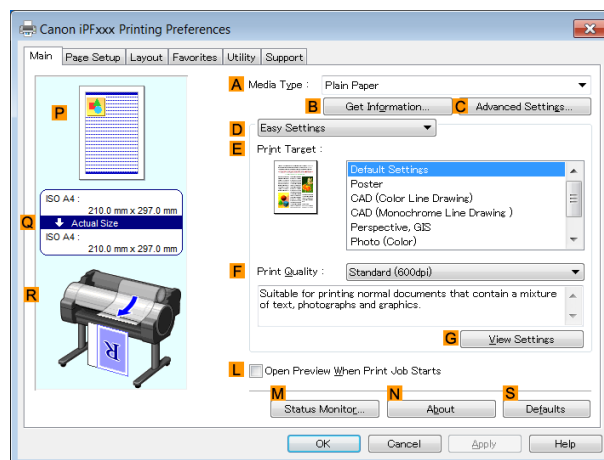 Canon iPFxxx Printing Preferences
Main Page Setup Layout Favorites Utility Support
A Media Type : Plain Paper
B Get Information... C Advanced Settings...
D Easy Settings
E Print Target :
Default Settings
Poster
CAD (Color Line Drawing)
CAD (Monochrome Line Drawing )
Perspective, GIS
Photo (Color)
P
ISO A4 :
210.0 mm x 297.0 mm
Q Actual Size
ISO A4 :
210.0 mm x 297.0 mm
R
R
F Print Quality : Standard (600dpi)
Suitable for printing normal documents that contain a mixture
of text, photographs and graphics.
G View Settings
L Open Preview When Print Job Starts
M Status Monitor... N About S Defaults
OK Cancel Apply Help